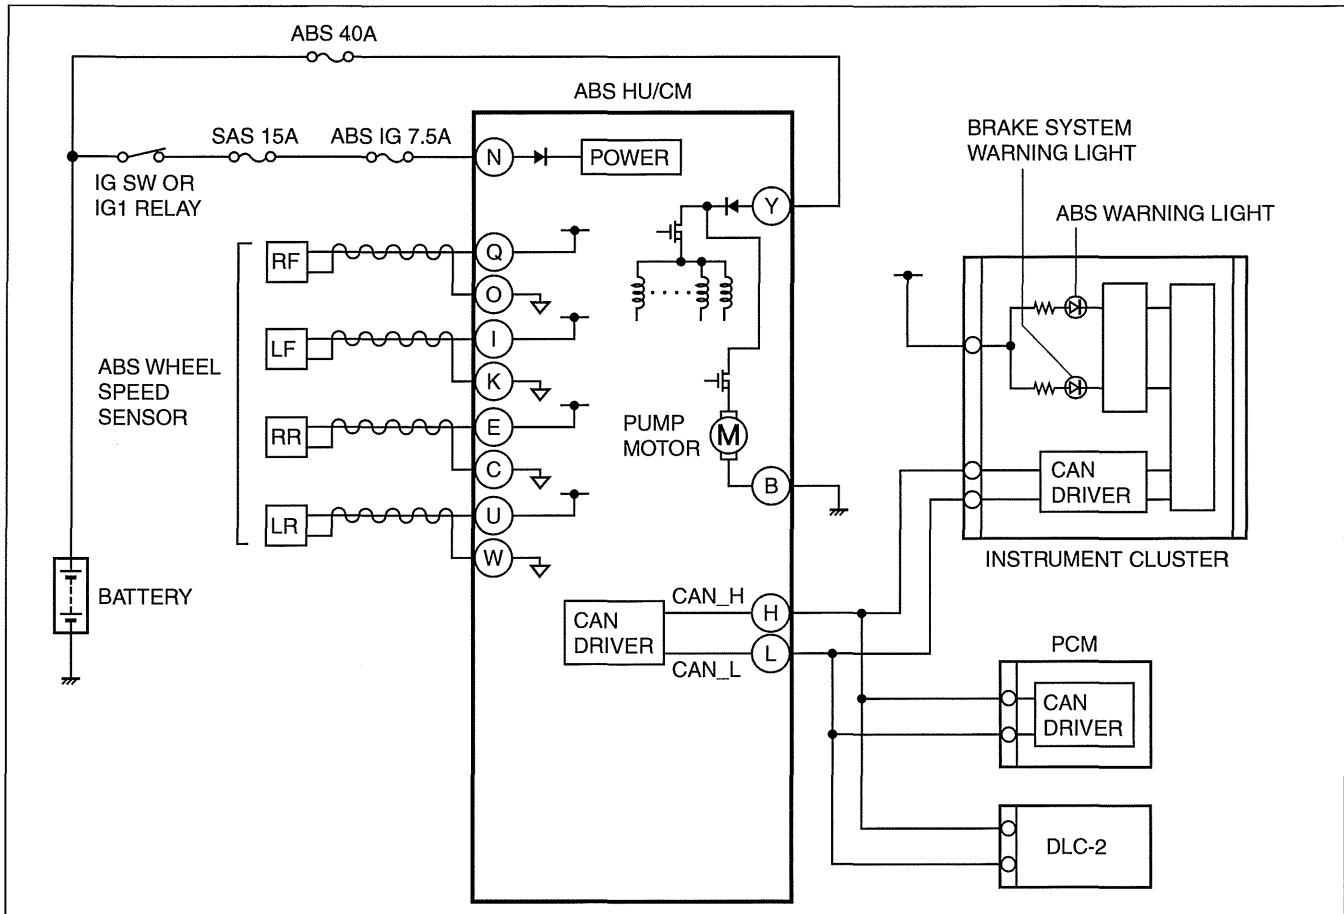 ABS 40A
ABS HU/CM
SAS 15A
ABS IG 7.5A
N
POWER
IG SW OR
IG1 RELAY
Y
BRAKE SYSTEM
WARNING LIGHT
ABS WARNING LIGHT
RF
Q
O
LF
I
K
ABS WHEEL
SPEED
SENSOR
RR
E
C
LR
U
W
PUMP
MOTOR
M
B
CAN
DRIVER
INSTRUMENT CLUSTER
BATTERY
CAN
DRIVER
CAN_H
H
CAN_L
L
PCM
CAN
DRIVER
DLC-2